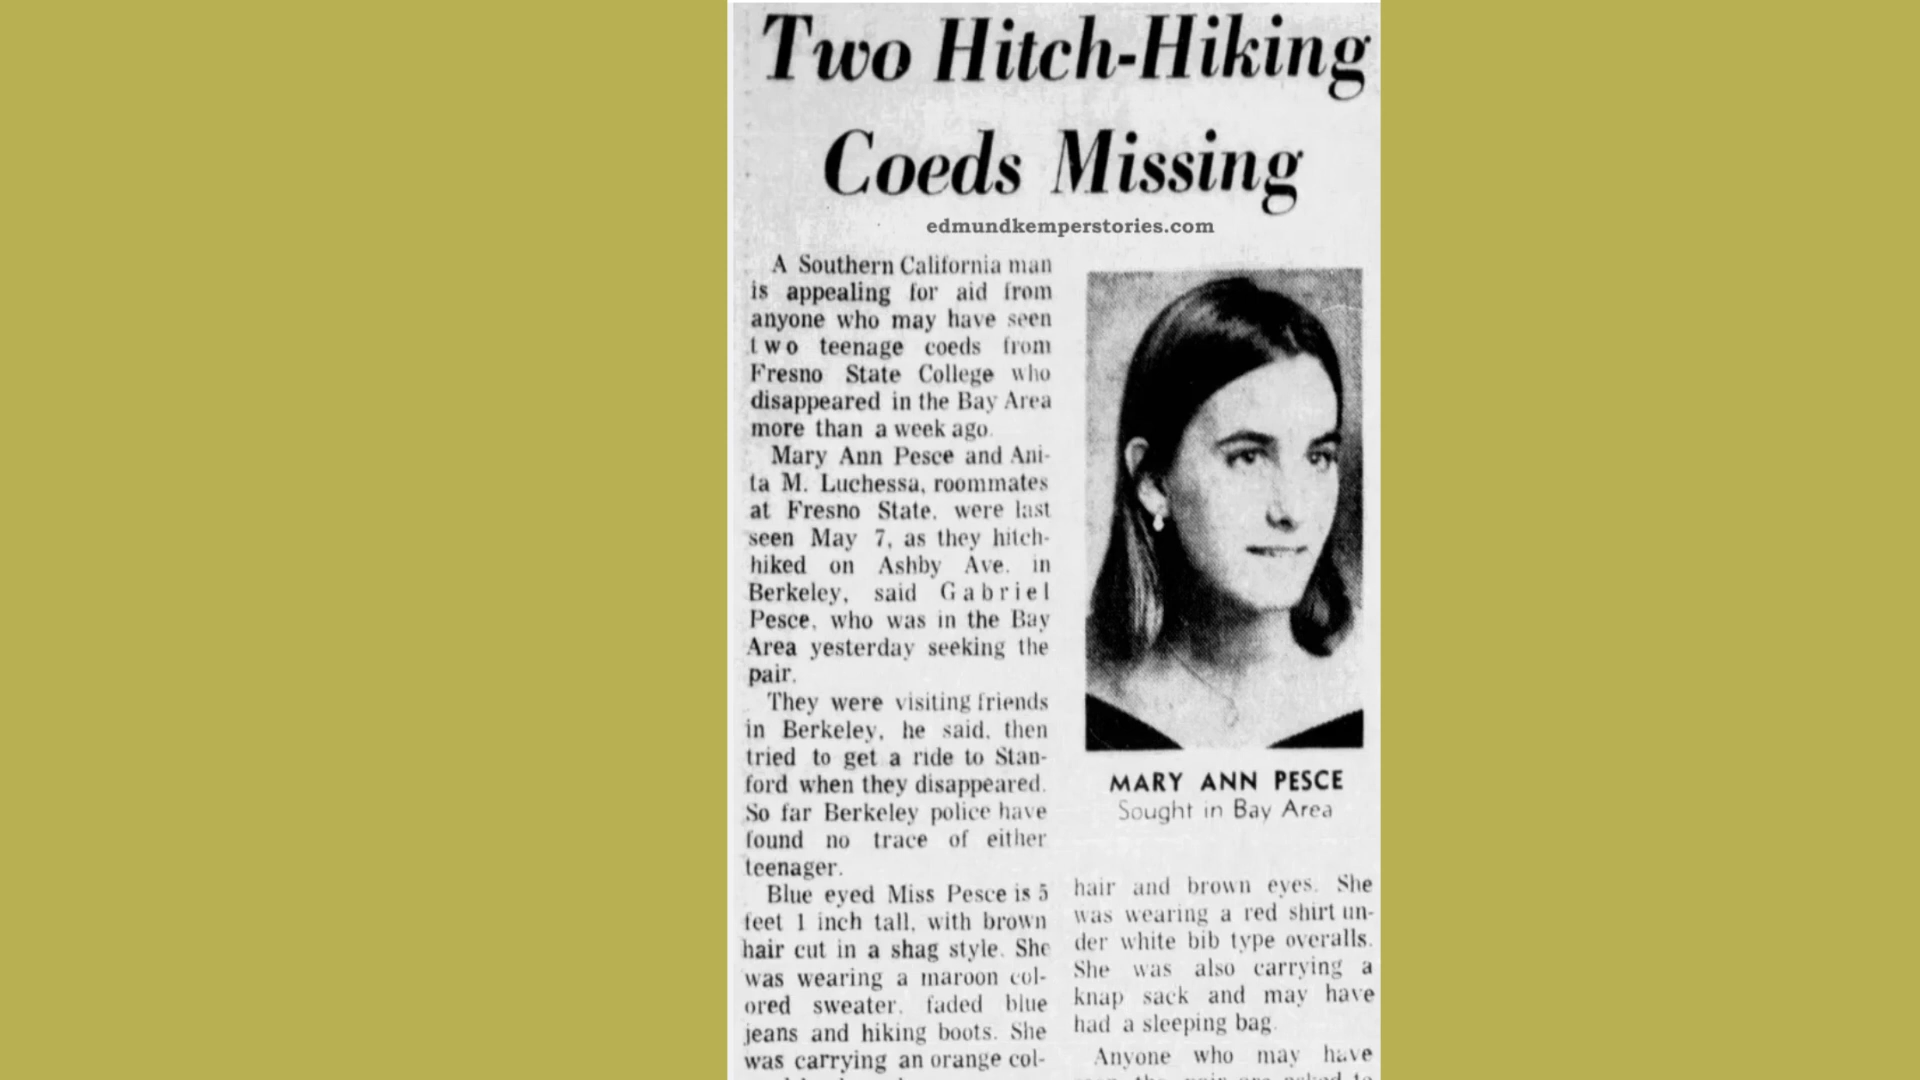 Two Hitch-Hiking
Coeds Missing
edmundkemperstories.com
A Southern California man
is appealing for aid from
anyone who may have seen
two teenage coeds from
Fresno State College who
disappeared in the Bay Area
more than a week ago.
Mary Ann Pesce and Ani-
ta M. Luchessa, roommates
at Fresno State, were last
seen May 7, as they hitch-
hiked on Ashby Ave. in
Berkeley, said Gabriel
Pesce, who was in the Bay
Area yesterday seeking the
pair.
They were visiting friends
in Berkeley, he said, then
tried to get a ride to Stan-
ford when they disappeared.
So far Berkeley police have
found no trace of either
teenager.
Blue eyed Miss Pesce is 5
feet 1 inch tall, with brown
hair cut in a shag style. She
was wearing a maroon col-
ored sweater, faded blue
jeans and hiking boots. She
was carrying an orange col-
MARY ANN PESCE
Sought in Bay Area
hair and brown eyes. She
was wearing a red shirt un-
der white bib type overalls.
She was also carrying a
knap sack and may have
had a sleeping bag.
Anyone who may have